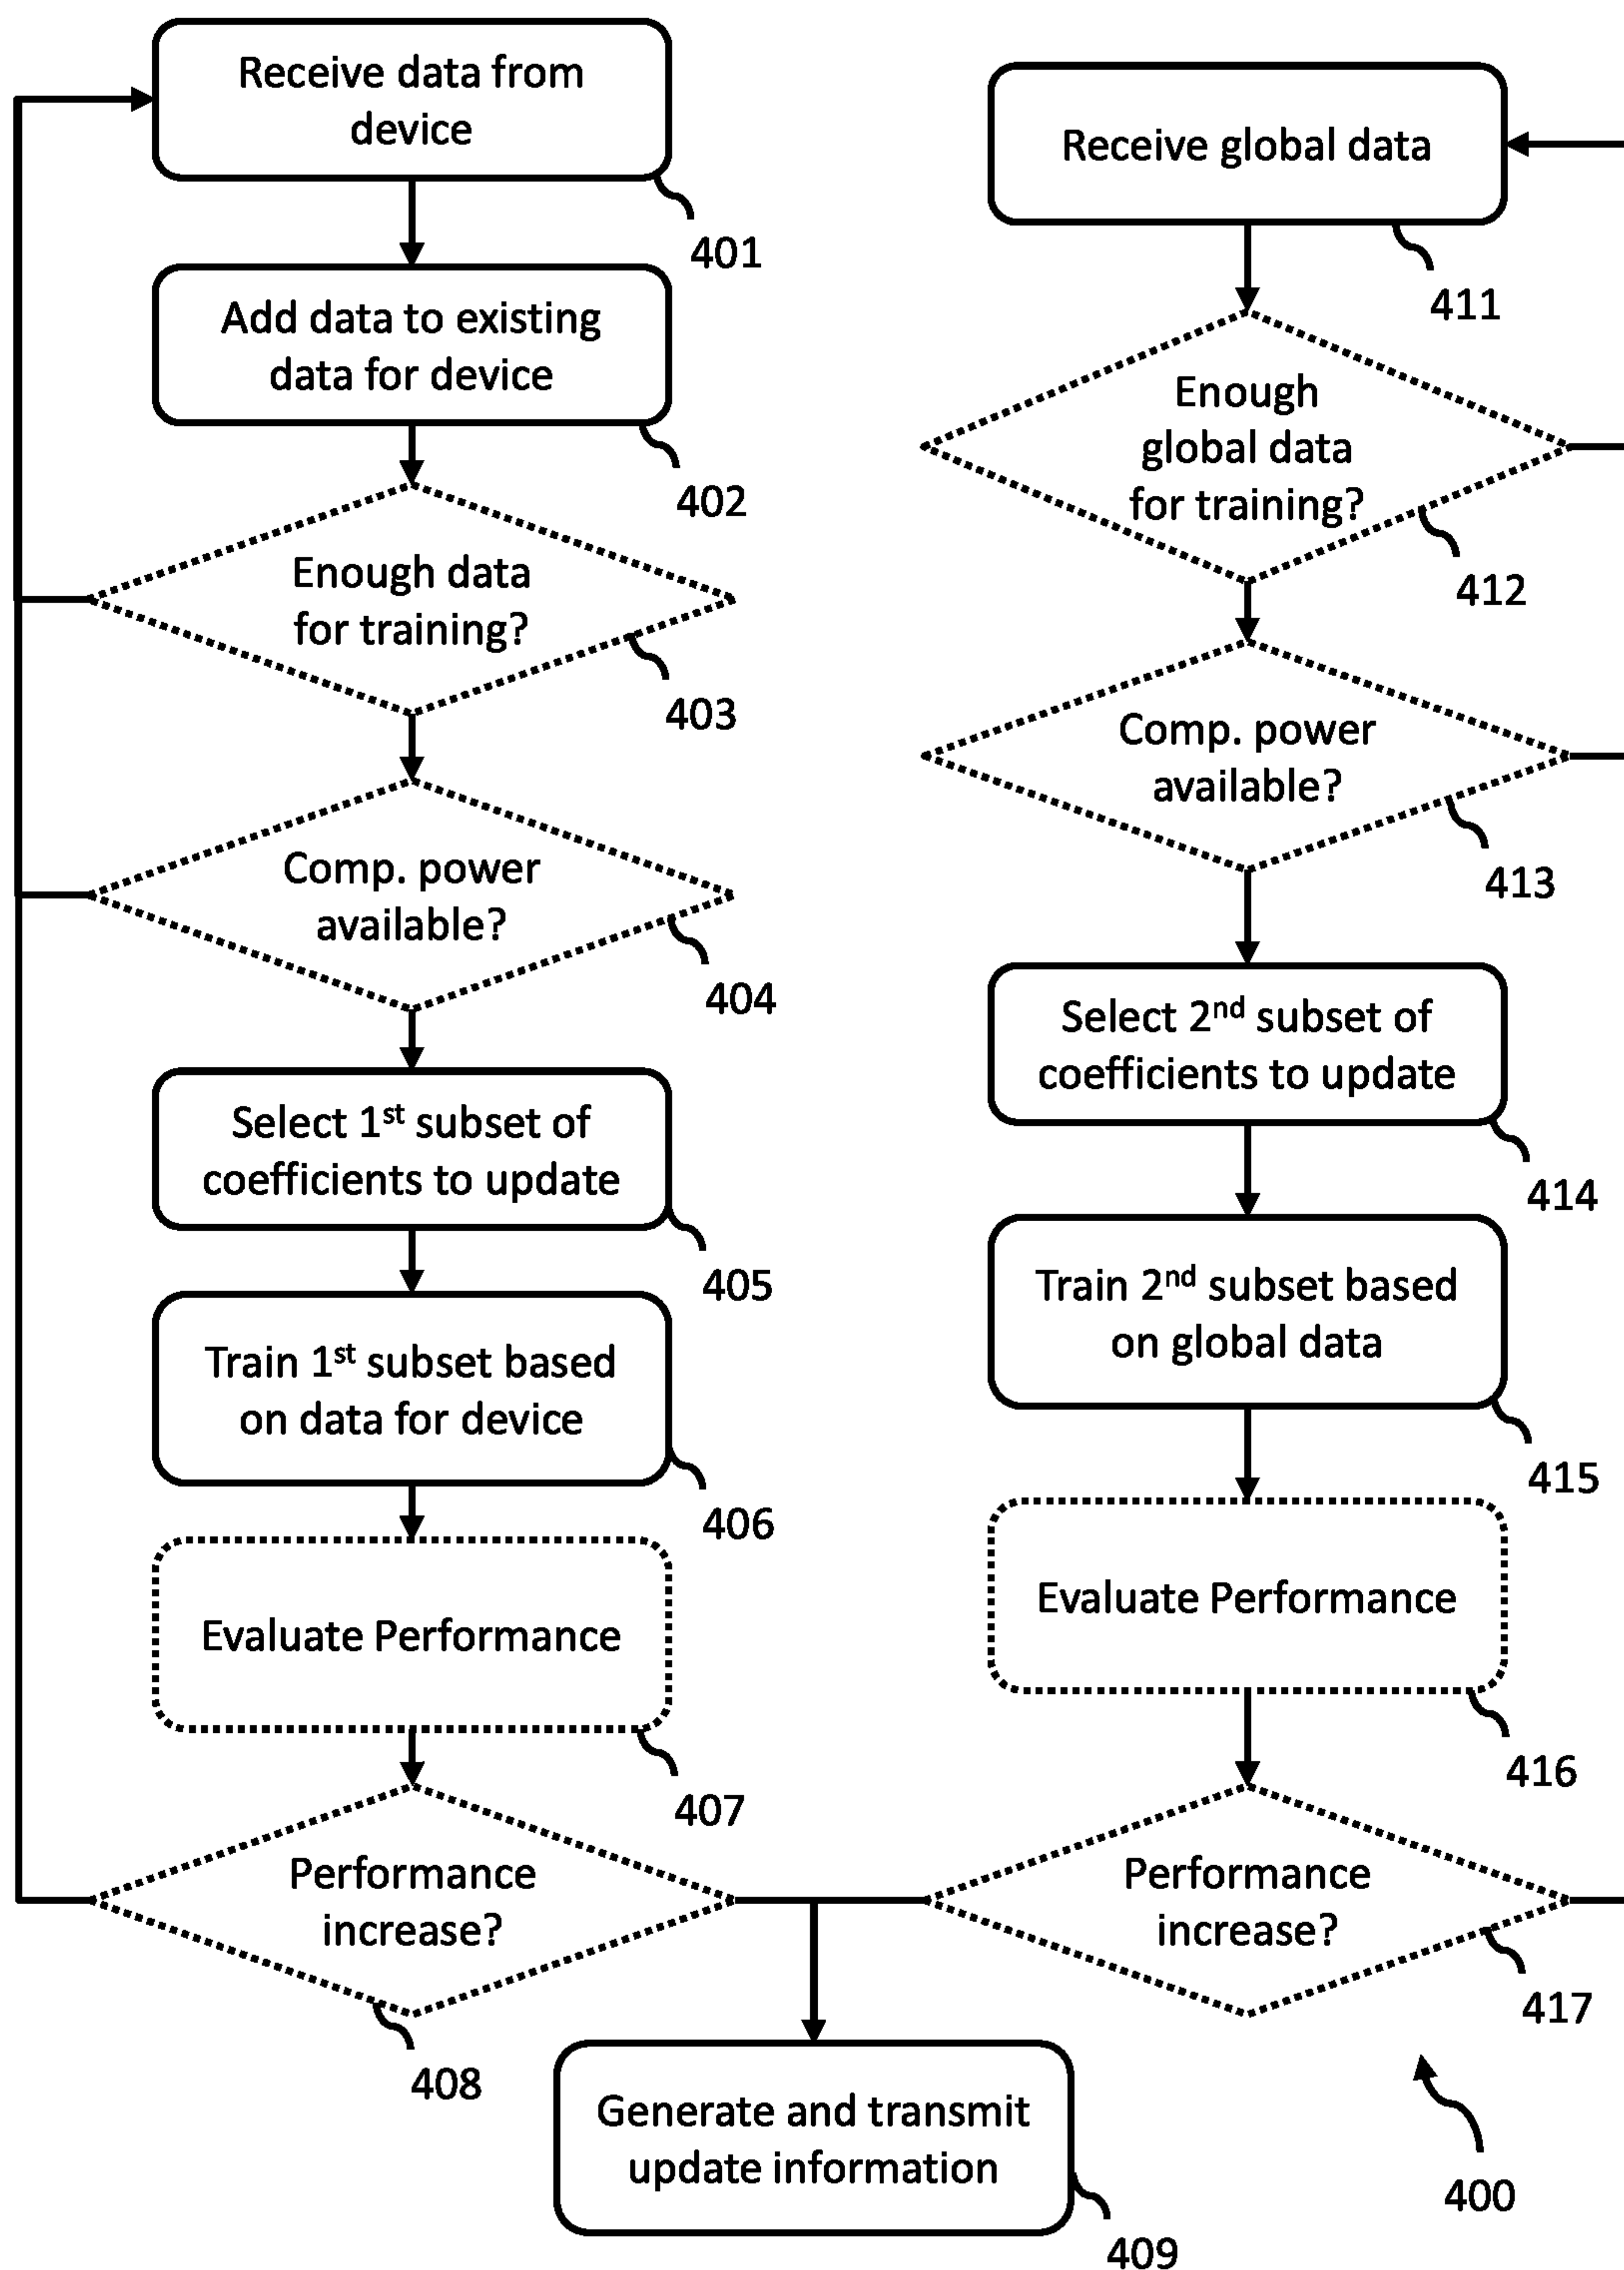 Receive data from
device
401
Add data to existing
data for device
402
Enough data
for training?
403
Comp. power
available?
404
Select 1st subset of
coefficients to update
405
Train 1st subset based
on data for device
406
Evaluate Performance
407
Performance
increase?
408
Receive global data
411
Enough
global data
for training?
412
Comp. power
available?
413
Select 2nd subset of
coefficients to update
414
Train 2nd subset based
on global data
415
Evaluate Performance
416
Performance
increase?
417
Generate and transmit
update information
409
400